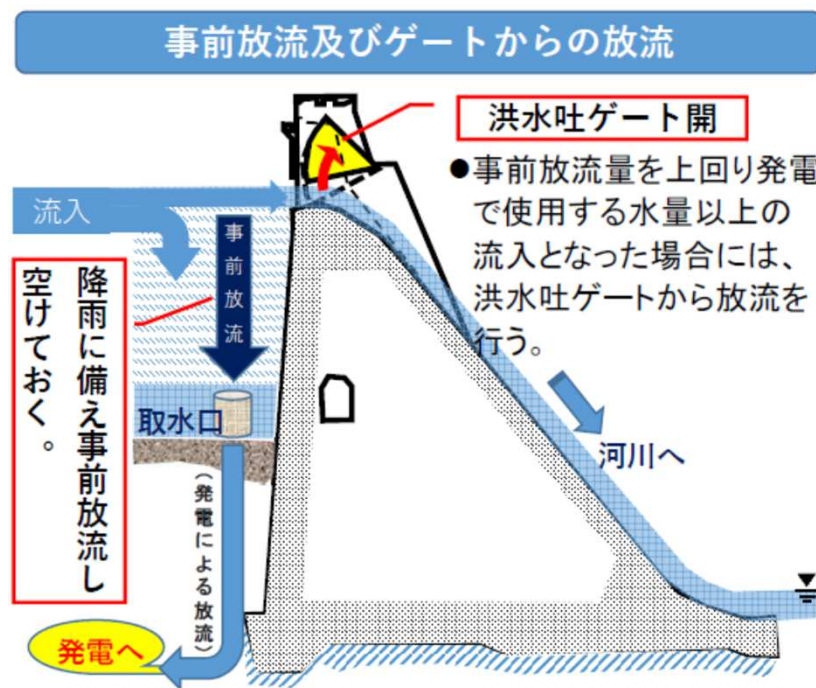 事前放流及びゲートからの放流
洪水吐ゲート開
●事前放流量を上回り発電
で使用する水量以上の
流入となった場合には、
洪水吐ゲートから放流を
行う。
流入
事前放流
降雨に備え事前放流し
空けておく。
取水口
（発電による放流）
河川へ
発電へ